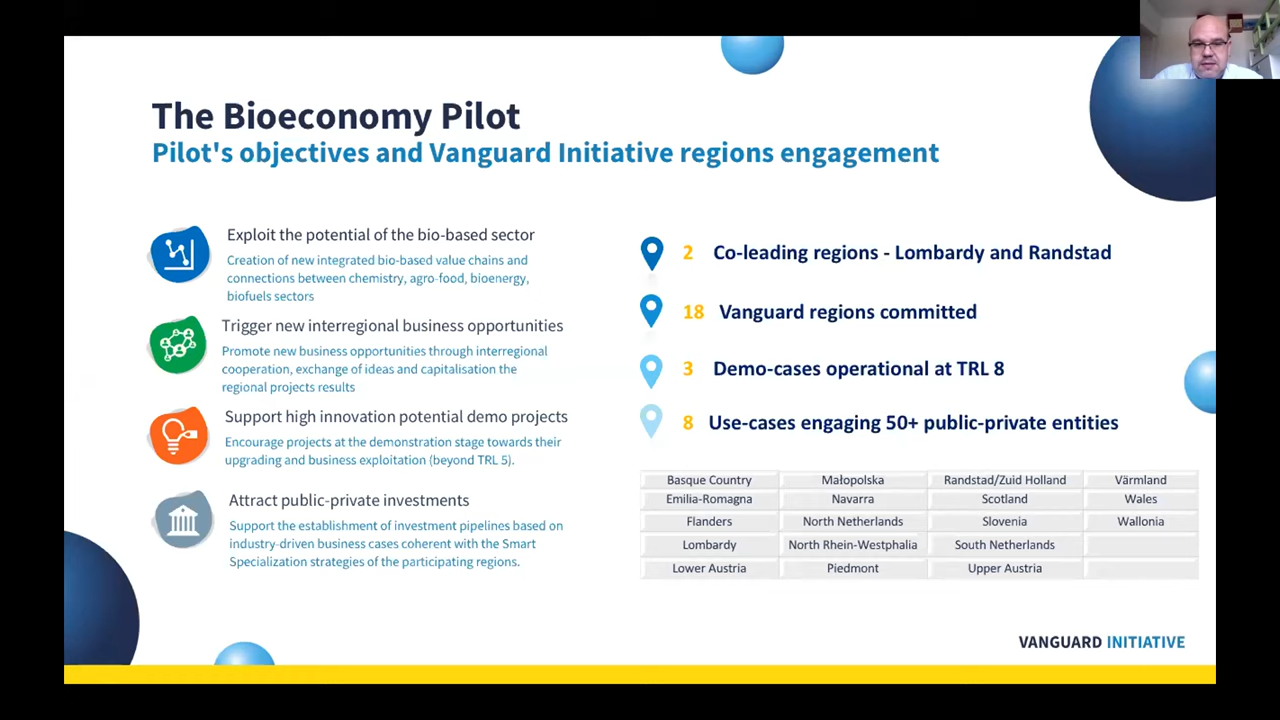 The Bioeconomy Pilot
Pilot's objectives and Vanguard Initiative regions engagement
Exploit the potential of the bio-based sector
Creation of new integrated bio-based value chains and
connections between chemistry, agro-food, bioenergy,
biofuels sectors
Trigger new interregional business opportunities
Promote new business opportunities through interregional
cooperation, exchange of ideas and capitalisation the
regional projects results
Support high innovation potential demo projects
Encourage projects at the demonstration stage towards their
upgrading and business exploitation (beyond TRL 5).
Attract public-private investments
Support the establishment of investment pipelines based on
industry-driven business cases coherent with the Smart
Specialization strategies of the participating regions.
2 Co-leading regions - Lombardy and Randstad
18 Vanguard regions committed
3 Demo-cases operational at TRL 8
8 Use-cases engaging 50+ public-private entities
Basque Country Małopolska Randstad/Zuid Holland Värmland
Emilia-Romagna Navarra Scotland Wales
Flanders North Netherlands Slovenia Wallonia
Lombardy North Rhein-Westphalia South Netherlands
Lower Austria Piedmont Upper Austria
VANGUARD INITIATIVE